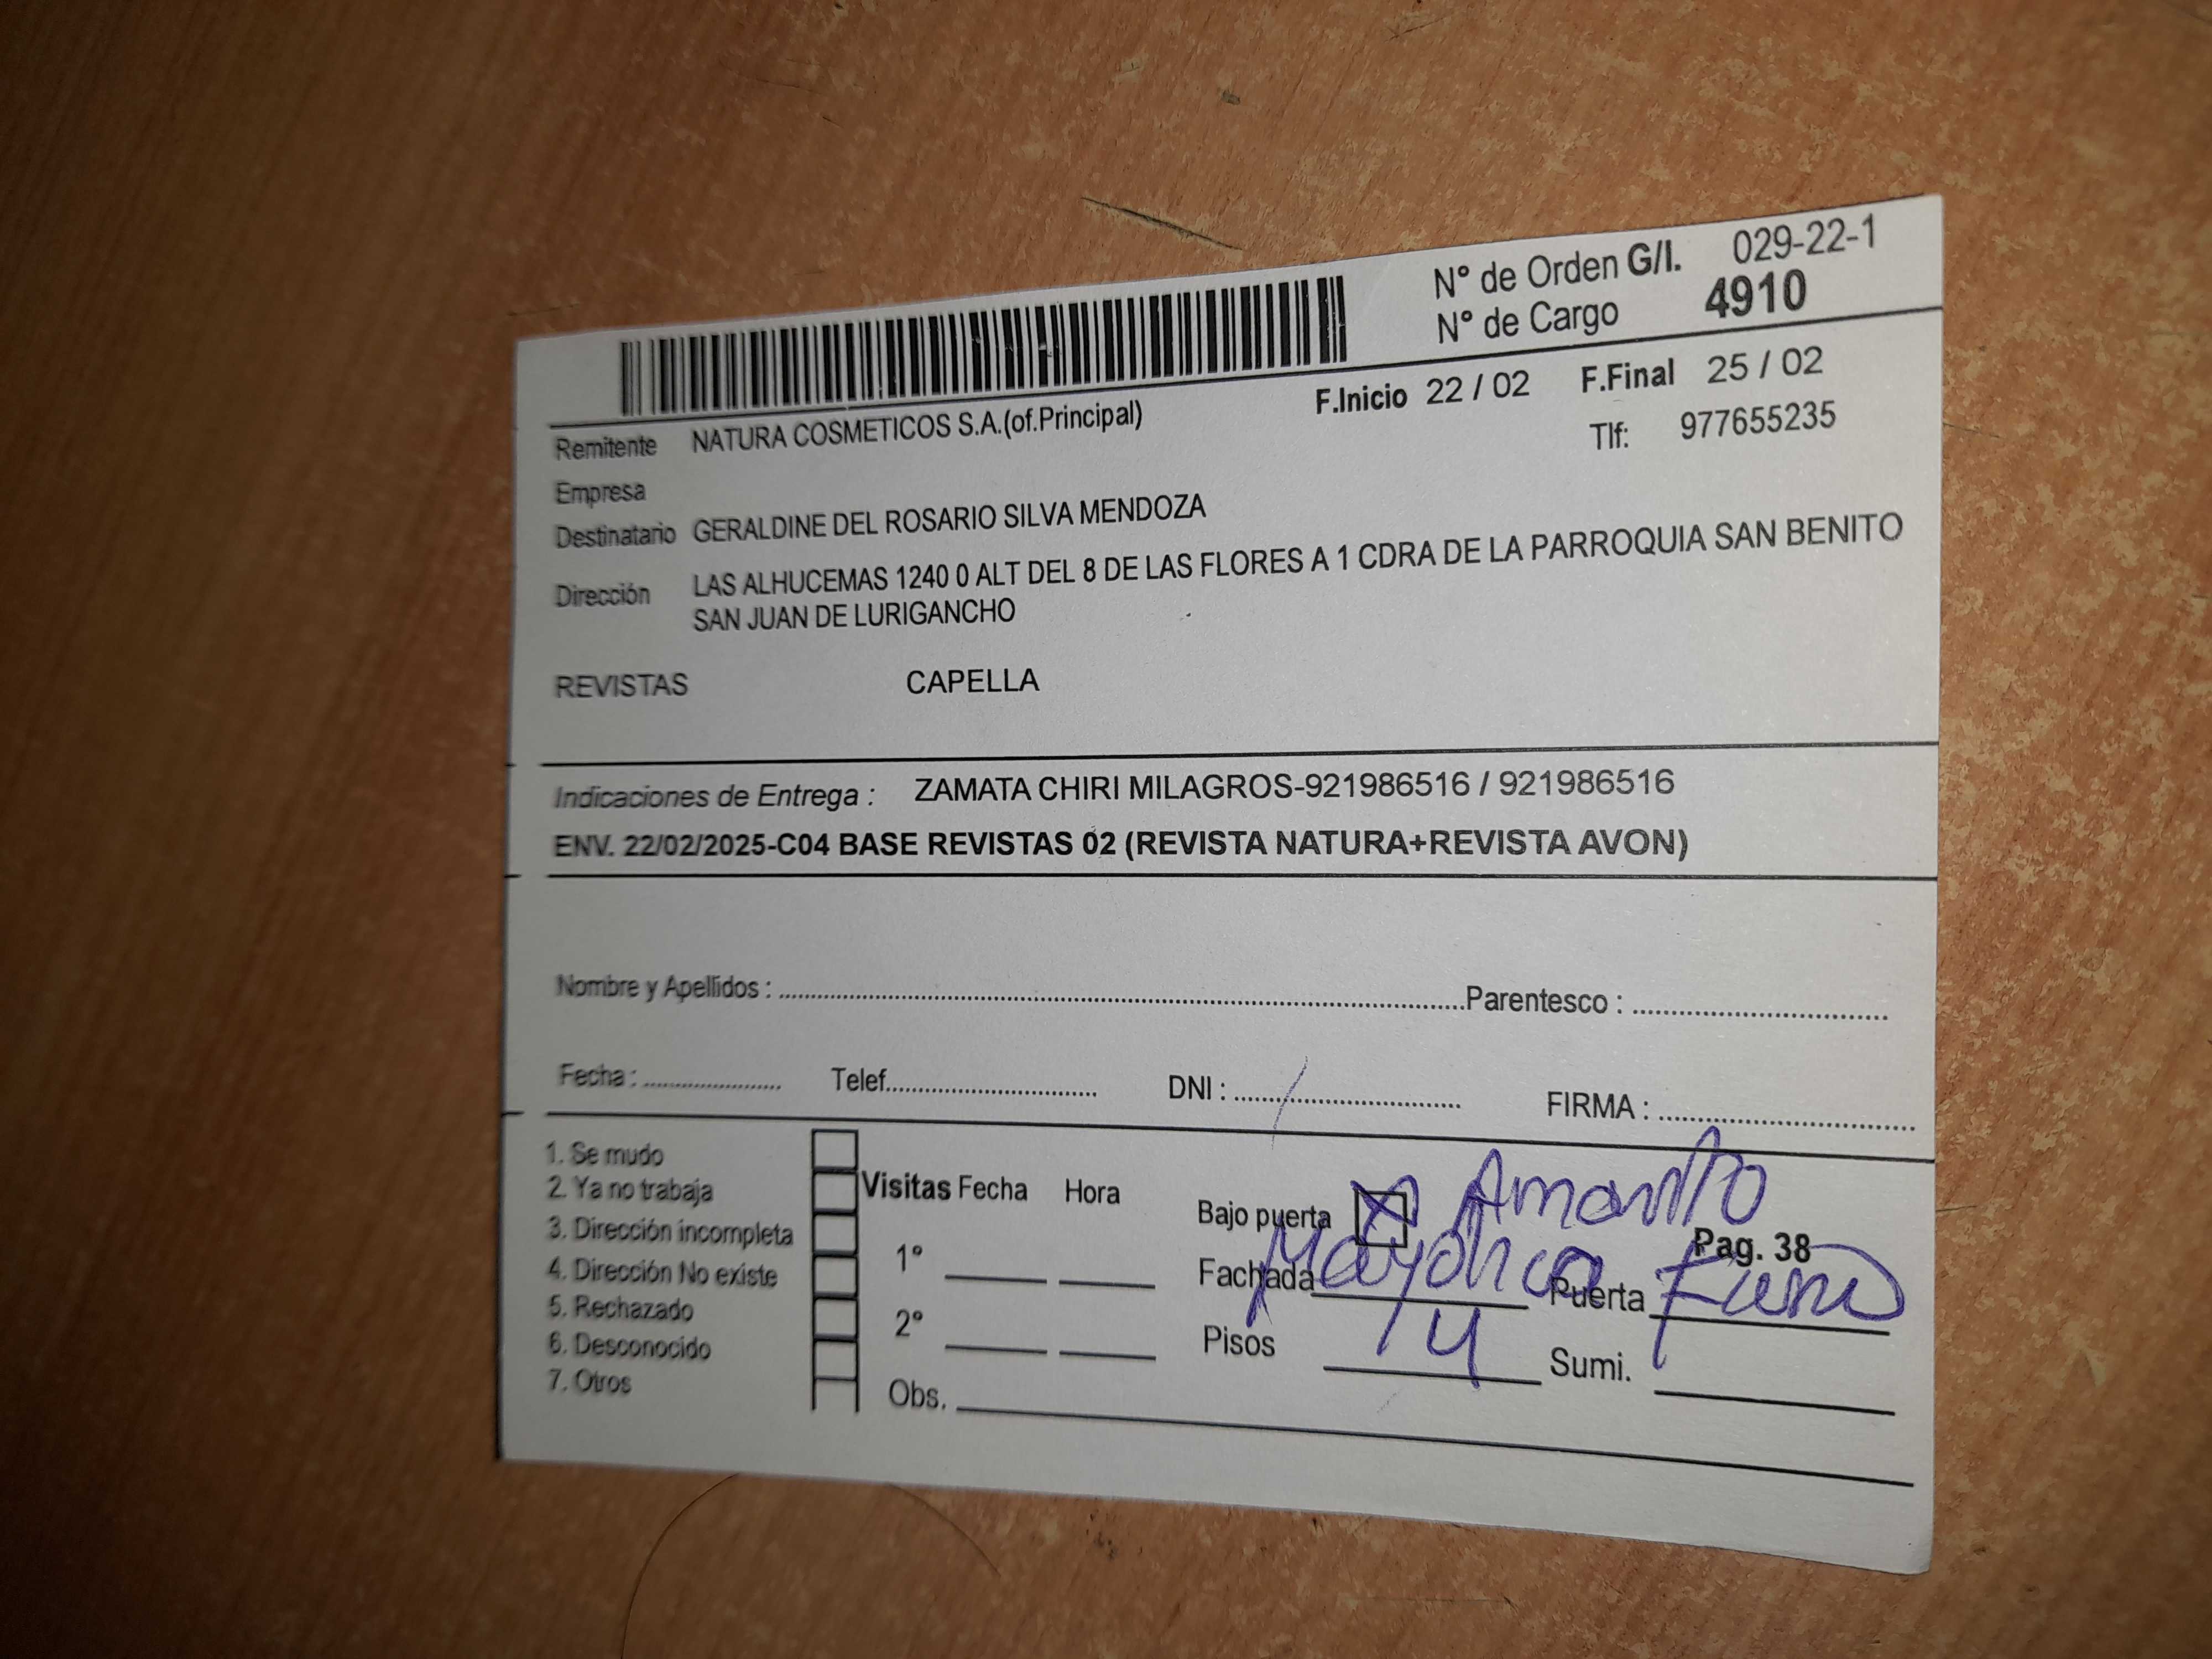 N° de Orden G/I. 029-22-1
N° de Cargo 4910
F.Inicio 22 / 02 F.Final 25 / 02
Remitente NATURA COSMETICOS S.A.(of.Principal) Tlf: 977655235
Empresa
Destinatario GERALDINE DEL ROSARIO SILVA MENDOZA
Dirección LAS ALHUCEMAS 1240 0 ALT DEL 8 DE LAS FLORES A 1 CDRA DE LA PARROQUIA SAN BENITO
SAN JUAN DE LURIGANCHO
REVISTAS CAPELLA
Indicaciones de Entrega : ZAMATA CHIRI MILAGROS-921986516 / 921986516
ENV. 22/02/2025-C04 BASE REVISTAS 02 (REVISTA NATURA+REVISTA AVON)
Nombre y Apellidos : Parentesco :
Fecha : Telef. DNI : FIRMA :
1. Se mudo
2. Ya no trabaja
3. Dirección incompleta
4. Dirección No existe
5. Rechazado
6. Desconocido
7. Otros
Visitas Fecha Hora
1°
2°
Obs.
Bajo puerta X Amarillo
Pag. 38
Fachada Mayolica Puerta
Pisos 4 Sumi.